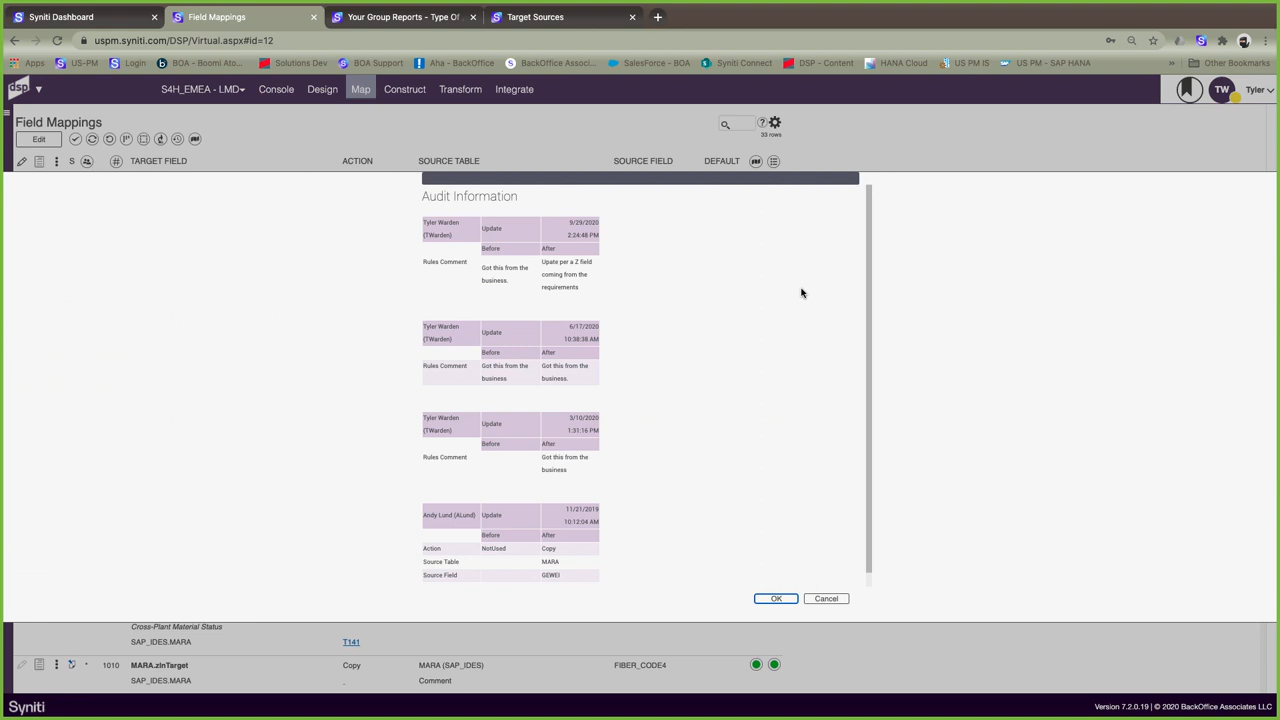 Syniti Dashboard
Field Mappings
Your Group Reports - Type Of
Target Sources
uspm.syniti.com/DSP/Virtual.aspx#id=12
Apps US-PM Login BOA - Boomi Ato... Solutions Dev BOA Support Aha - BackOffice BackOffice Associ... SalesForce - BOA Syniti Connect DSP - Content HANA Cloud US PM IS US PM - SAP HANA » Other Bookmarks
dsp S4H_EMEA - LMD Console Design Map Construct Transform Integrate TW Tyler
Field Mappings
33 rows
Edit
S # TARGET FIELD ACTION SOURCE TABLE SOURCE FIELD DEFAULT
Audit Information
Tyler Warden (TWarden) Update 9/29/2020 2:24:48 PM
Before After
Rules Comment Got this from the business. Upate per a Z field coming from the requirements
Tyler Warden (TWarden) Update 6/17/2020 10:38:38 AM
Before After
Rules Comment Got this from the business Got this from the business.
Tyler Warden (TWarden) Update 3/10/2020 1:31:16 PM
Before After
Rules Comment Got this from the business
Andy Lund (ALund) Update 11/21/2019 10:12:04 AM
Before After
Action NotUsed Copy
Source Table MARA
Source Field GEWEI
OK Cancel
Cross-Plant Material Status
SAP_IDES.MARA T141
1010 MARA.zInTarget Copy MARA (SAP_IDES) FIBER_CODE4
SAP_IDES.MARA Comment
Syniti Version 7.2.0.19 | © 2020 BackOffice Associates LLC